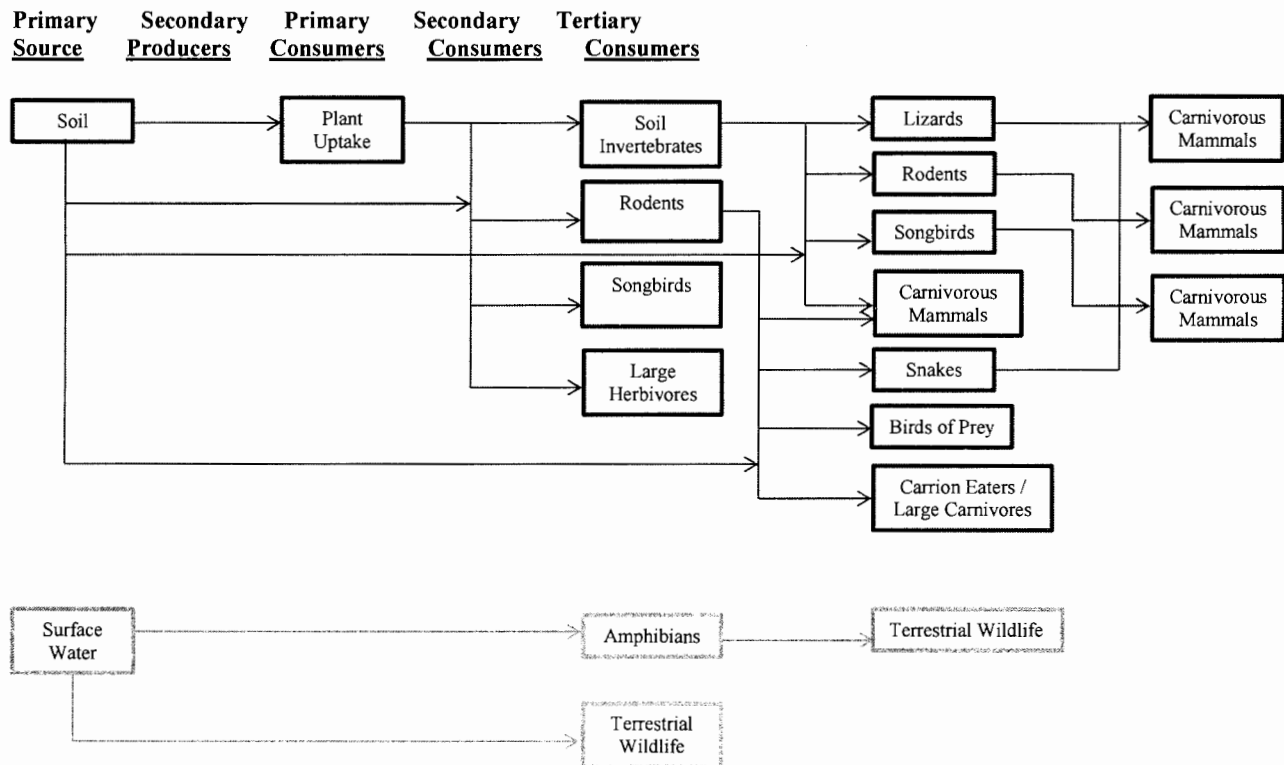 Primary Secondary Primary Secondary Tertiary
Source Producers Consumers Consumers Consumers
Soil
Plant
Uptake
Soil
Invertebrates
Lizards
Carnivorous
Mammals
Rodents
Rodents
Carnivorous
Mammals
Songbirds
Songbirds
Carnivorous
Mammals
Carnivorous
Mammals
Large
Herbivores
Snakes
Birds of Prey
Carrion Eaters /
Large Carnivores
Surface
Water
Amphibians
Terrestrial Wildlife
Terrestrial
Wildlife